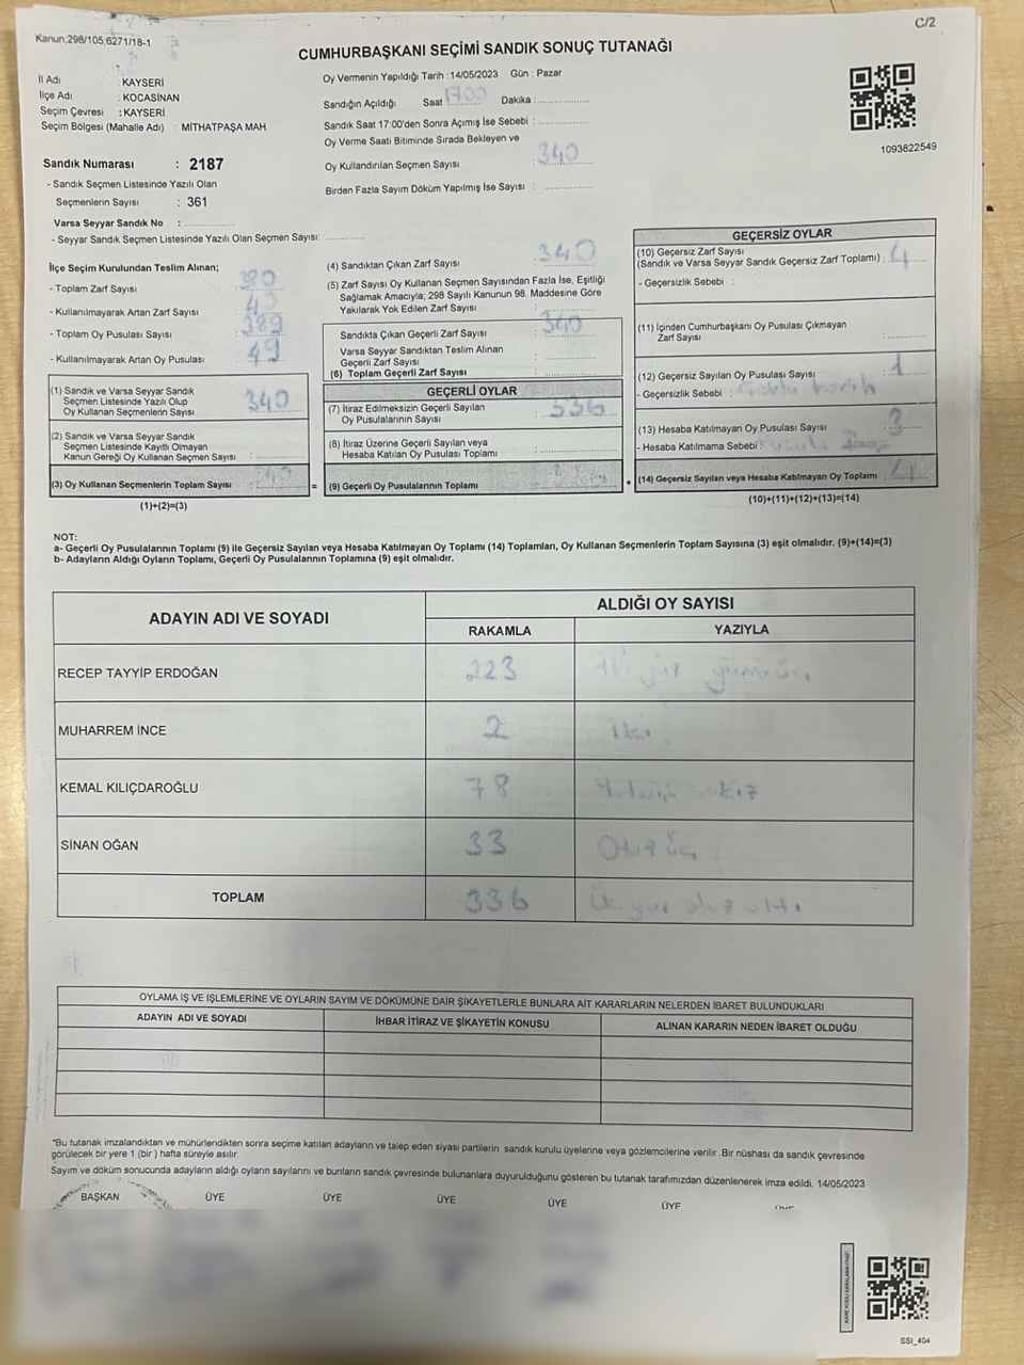 C/2
Kanun,298/105,6271/18-1
CUMHURBAŞKANI SEÇİMİ SANDIK SONUÇ TUTANAĞI
İl Adı KAYSERİ
İlçe Adı : KOCASİNAN
Seçim Çevresi : KAYSERİ
Seçim Bölgesi (Mahalle Adı) MİTHATPAŞA MAH
Sandık Numarası : 2187
- Sandık Seçmen Listesinde Yazılı Olan
Seçmenlerin Sayısı : 361
Varsa Seyyar Sandık No :
- Seyyar Sandık Seçmen Listesinde Yazılı Olan Seçmen Sayısı:
Oy Vermenin Yapıldığı Tarih : 14/05/2023 Gün : Pazar
Sandığın Açıldığı Saat 1700 Dakika :
Sandık Saat 17:00'den Sonra Açımış İse Sebebi :
Oy Verme Saati Bitiminde Sırada Bekleyen ve
Oy Kullandırılan Seçmen Sayısı 340
Birden Fazla Sayım Döküm Yapılmış İse Sayısı :
1093822549
İlçe Seçim Kurulundan Teslim Alınan;
- Toplam Zarf Sayısı
- Kullanılmayarak Artan Zarf Sayısı :
- Toplam Oy Pusulası Sayısı : 389
- Kullanılmayarak Artan Oy Pusulası : 49
(1) Sandık ve Varsa Seyyar Sandık
Seçmen Listesinde Yazılı Olup
Oy Kullanan Seçmenlerin Sayısı 340
(2) Sandık ve Varsa Seyyar Sandık
Seçmen Listesinde Kayıtlı Olmayan
Kanun Gereği Oy Kullanan Seçmen Sayısı :
(3) Oy Kullanan Seçmenlerin Toplam Sayısı :
(1)+(2)=(3)
(4) Sandıktan Çıkan Zarf Sayısı : 340
(5) Zarf Sayısı Oy Kullanan Seçmen Sayısından Fazla İse, Eşitliği
Sağlamak Amacıyla; 298 Sayılı Kanunun 98. Maddesine Göre
Yakılarak Yok Edilen Zarf Sayısı :
Sandıkta Çıkan Geçerli Zarf Sayısı : 340
Varsa Seyyar Sandıktan Teslim Alınan
Geçerli Zarf Sayısı :
(6) Toplam Geçerli Zarf Sayısı :
GEÇERLİ OYLAR
(7) İtiraz Edilmeksizin Geçerli Sayılan
Oy Pusulalarının Sayısı : 336
(8) İtiraz Üzerine Geçerli Sayılan veya
Hesaba Katılan Oy Pusulası Toplamı :
= (9) Geçerli Oy Pusulalarının Toplamı :
GEÇERSİZ OYLAR
(10) Geçersiz Zarf Sayısı
(Sandık ve Varsa Seyyar Sandık Geçersiz Zarf Toplamı) : 4
- Geçersizlik Sebebi :
(11) İçinden Cumhurbaşkanı Oy Pusulası Çıkmayan
Zarf Sayısı :
(12) Geçersiz Sayılan Oy Pusulası Sayısı : 1
- Geçersizlik Sebebi :
(13) Hesaba Katılmayan Oy Pusulası Sayısı : 3
- Hesaba Katılmama Sebebi :
+ (14) Geçersiz Sayılan veya Hesaba Katılmayan Oy Toplamı : 4
(10)+(11)+(12)+(13)=(14)
NOT:
a- Geçerli Oy Pusulalarının Toplamı (9) ile Geçersiz Sayılan veya Hesaba Katılmayan Oy Toplamı (14) Toplamları, Oy Kullanan Seçmenlerin Toplam Sayısına (3) eşit olmalıdır. (9)+(14)=(3)
b- Adayların Aldığı Oyların Toplamı, Geçerli Oy Pusulalarının Toplamına (9) eşit olmalıdır.
ADAYIN ADI VE SOYADI
ALDIĞI OY SAYISI
RAKAMLA YAZIYLA
RECEP TAYYİP ERDOĞAN 223
MUHARREM İNCE 2 iki
KEMAL KILIÇDAROĞLU 78
SİNAN OĞAN 33 Otuz üç
TOPLAM 336 Üç yüz otuz altı
OYLAMA İŞ VE İŞLEMLERİNE VE OYLARIN SAYIM VE DÖKÜMÜNE DAİR ŞİKAYETLERLE BUNLARA AİT KARARLARIN NELERDEN İBARET BULUNDUKLARI
ADAYIN ADI VE SOYADI İHBAR İTİRAZ VE ŞİKAYETİN KONUSU ALINAN KARARIN NEDEN İBARET OLDUĞU
*Bu tutanak imzalandıktan ve mühürlendikten sonra seçime katılan adayların ve talep eden siyasi partilerin sandık kurulu üyelerine veya gözlemcilerine verilir. Bir nüshası da sandık çevresinde
görülecek bir yere 1 (bir) hafta süreyle asılır.
Sayım ve döküm sonucunda adayların aldığı oyların sayılarını ve bunların sandık çevresinde bulunanlara duyurulduğunu gösteren bu tutanak tarafımızdan düzenlenerek imza edildi. 14/05/2023
BAŞKAN ÜYE ÜYE ÜYE ÜYE ÜYE
SSİ_404